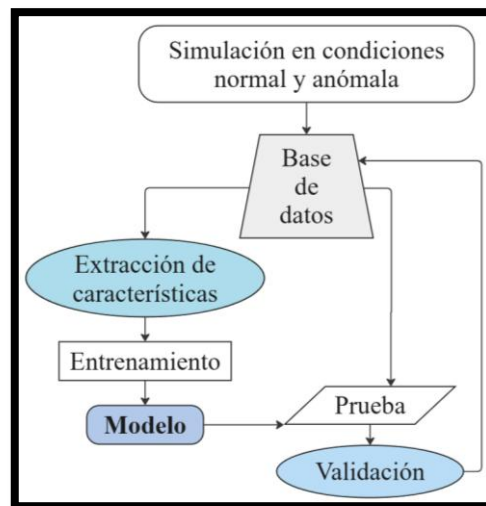 Simulación en condiciones
normal y anómala
Base
de
datos
Extracción de
características
Entrenamiento
Modelo
Prueba
Validación